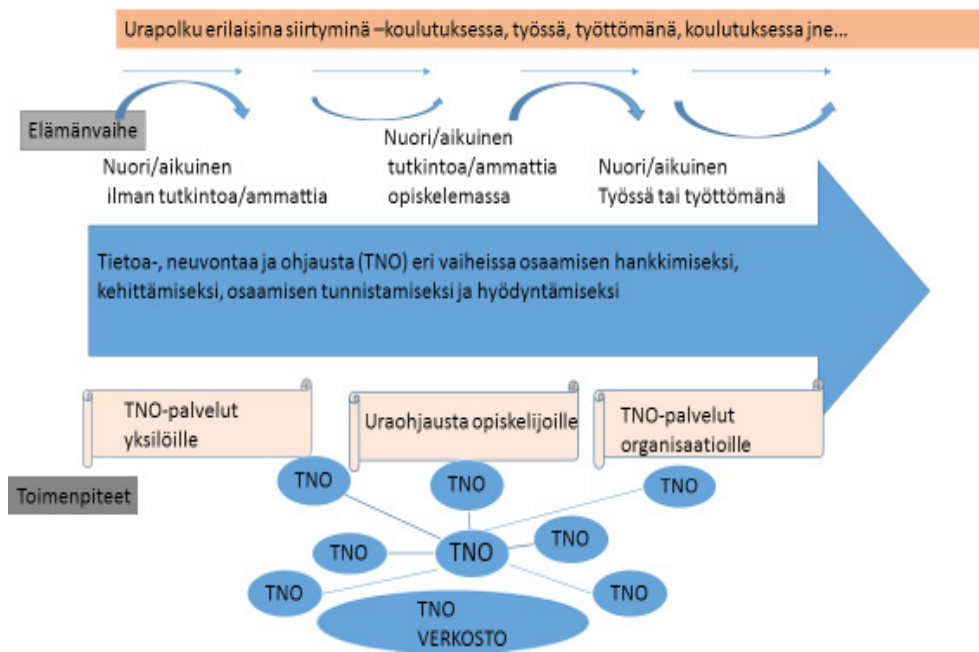 Urapolku erilaisina siirtyminä –koulutuksessa, työssä, työttömänä, koulutuksessa jne...
Elämänvaihe
Nuori/aikuinen
ilman tutkintoa/ammattia
Nuori/aikuinen
tutkintoa/ammattia
opiskelemassa
Nuori/aikuinen
Työssä tai työttömänä
Tietoa-, neuvontaa ja ohjausta (TNO) eri vaiheissa osaamisen hankkimiseksi,
kehittämiseksi, osaamisen tunnistamiseksi ja hyödyntämiseksi
TNO-palvelut
yksilöille
Uraohjausta opiskelijoille
TNO-palvelut
organisaatioille
Toimenpiteet
TNO
TNO
TNO
TNO
TNO
TNO
TNO
TNO
TNO
VERKOSTO